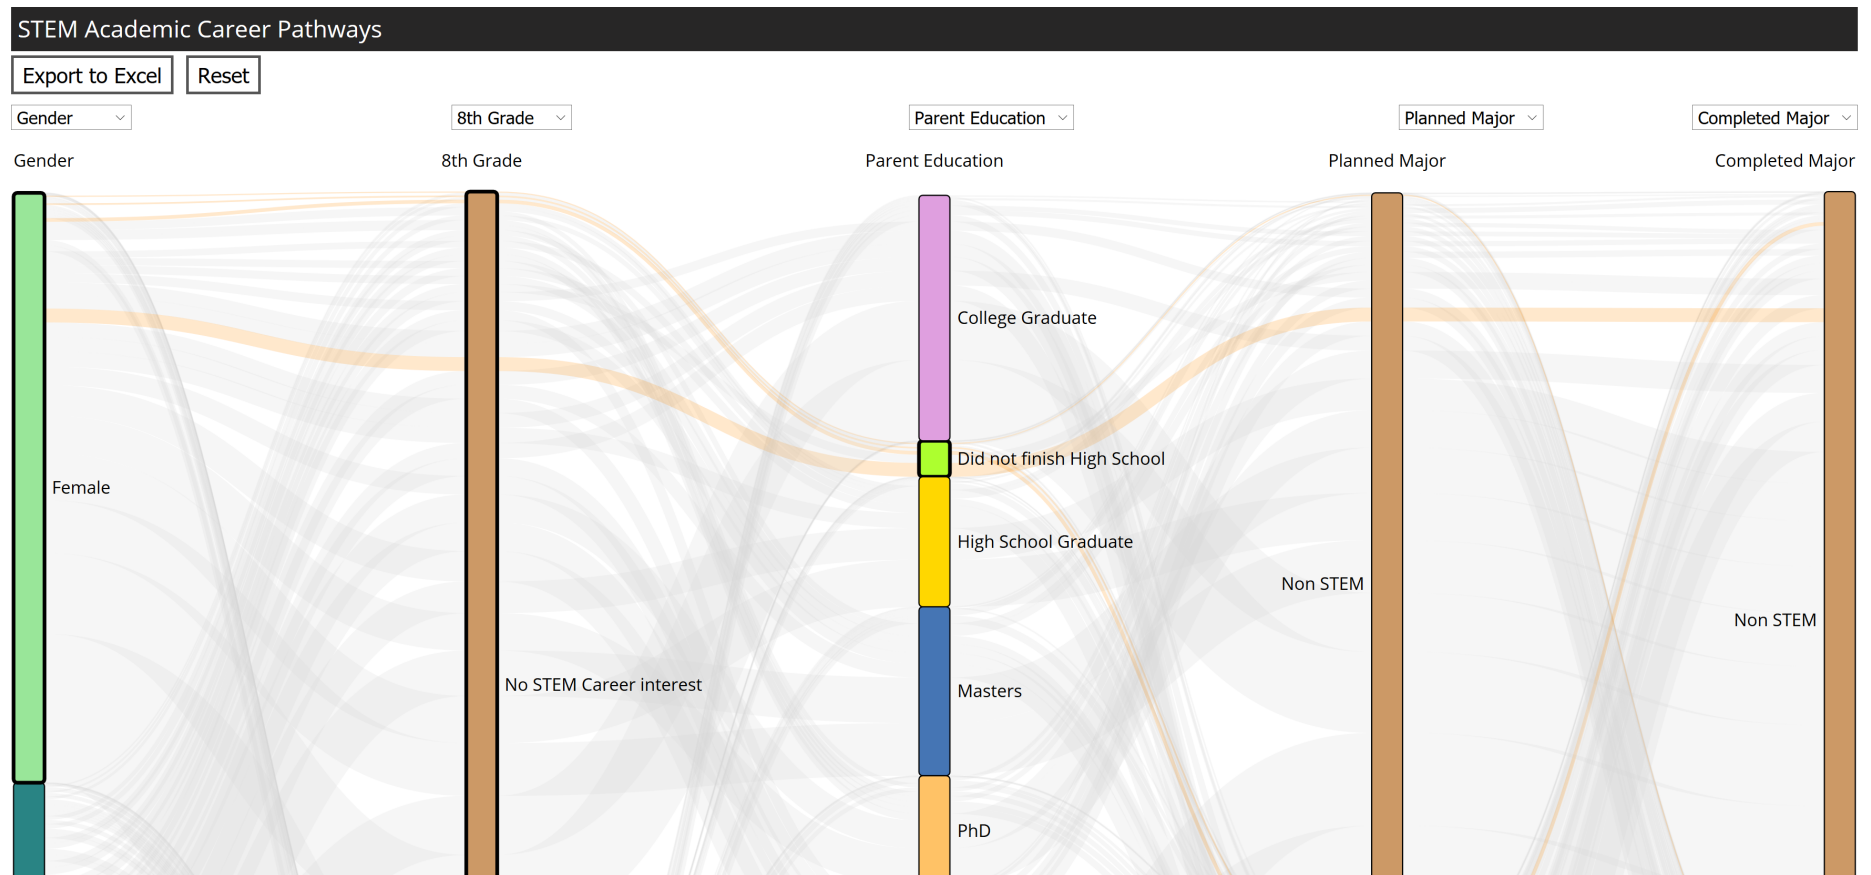 STEM Academic Career Pathways
Export to Excel Reset
Gender 8th Grade Parent Education Planned Major Completed Major
Gender 8th Grade Parent Education Planned Major Completed Major
College Graduate
Did not finish High School
Female
High School Graduate
Non STEM
Non STEM
No STEM Career interest
Masters
PhD